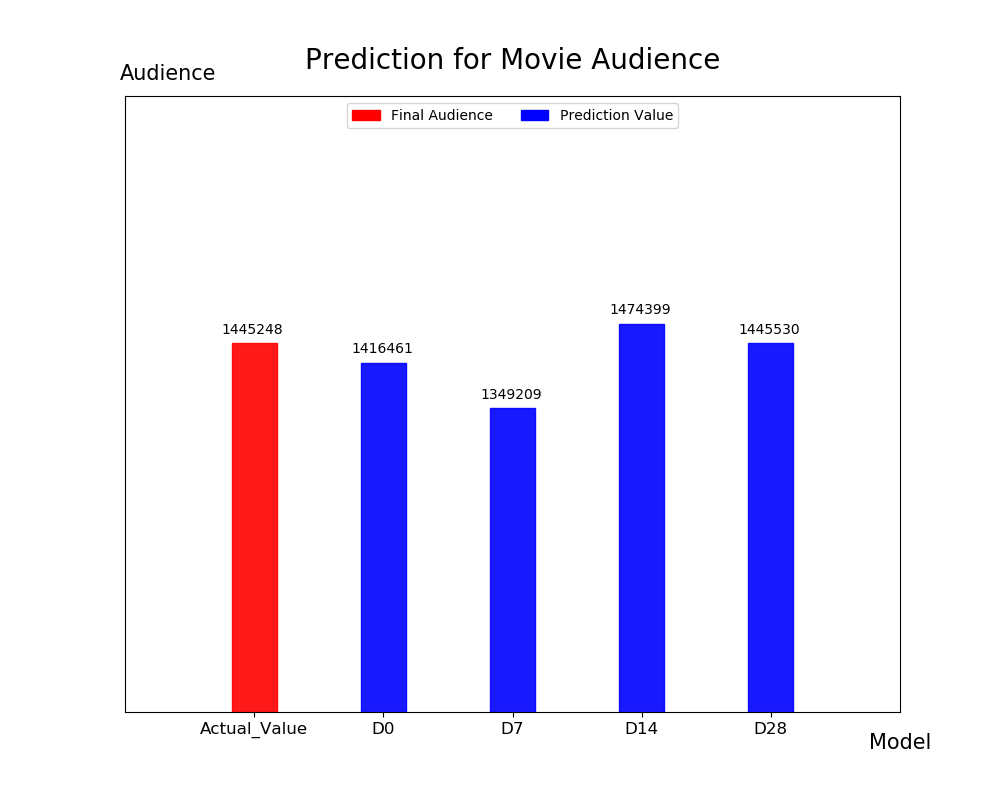 Prediction for Movie Audience
Audience
Final Audience
Prediction Value
1445248
1416461
1349209
1474399
1445530
Actual_Value
D0
D7
D14
D28
Model